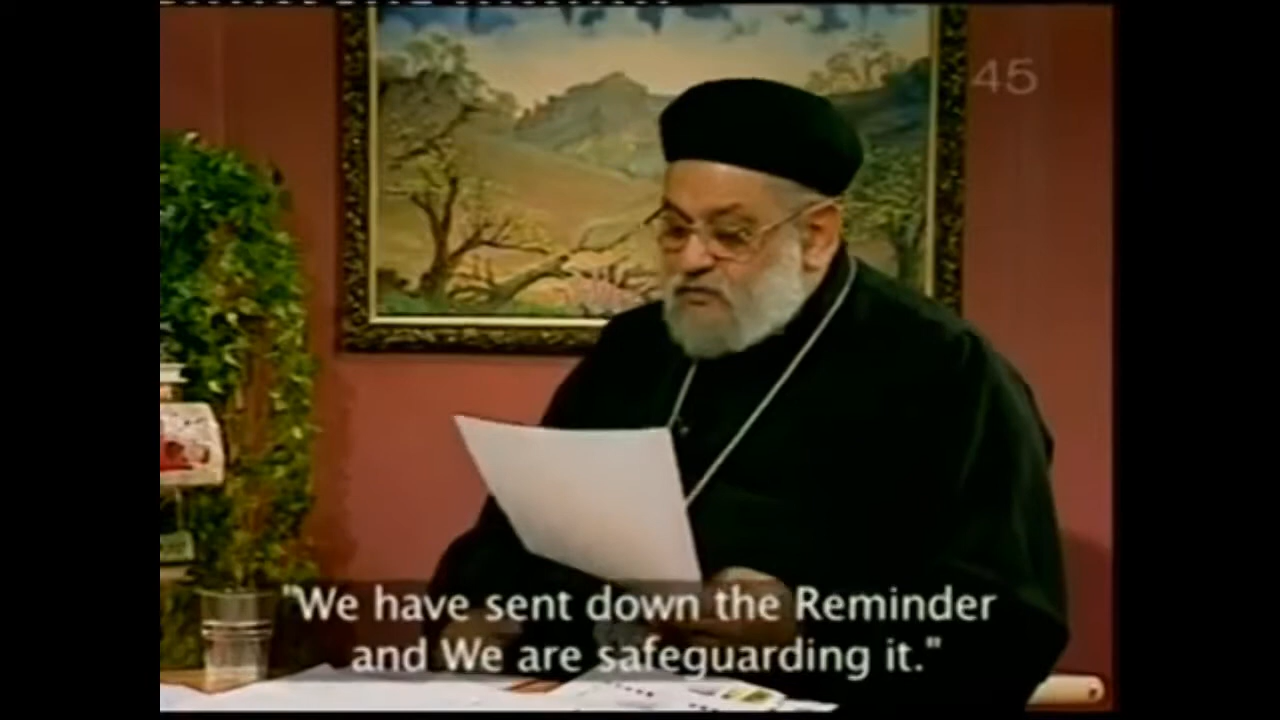 45
"We have sent down the Reminder
and We are safeguarding it."